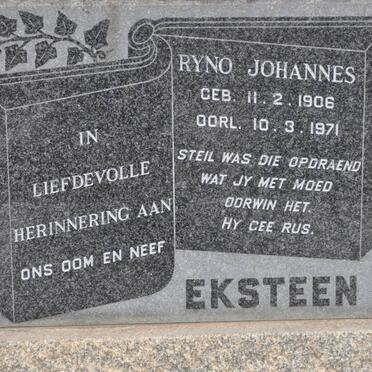 IN
LIEFDEVOLLE
HERINNERING AAN
ONS OOM EN NEEF
RYNO JOHANNES
GEB. 11.2.1906
OORL. 10.3.1971
STEIL WAS DIE OPDRAEND
WAT JY MET MOED
OORWIN HET.
HY GEE RUS.
EKSTEEN